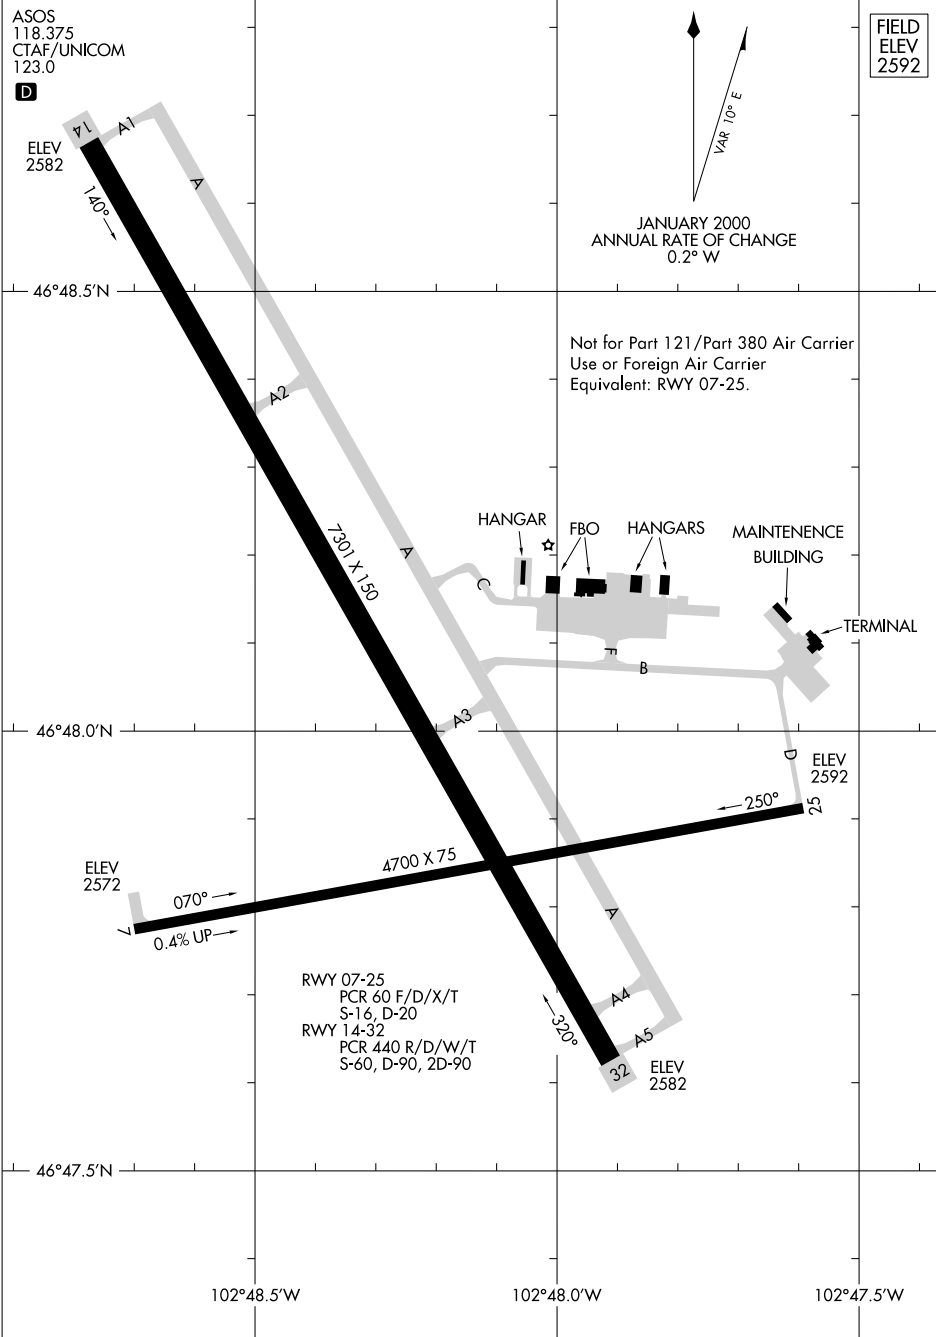 ASOS
118.375
CTAF/UNICOM
123.0
D
FIELD
ELEV
2592
VAR 10° E
JANUARY 2000
ANNUAL RATE OF CHANGE
0.2° W
14
A1
ELEV
2582
A
140°
46°48.5'N
Not for Part 121/Part 380 Air Carrier
Use or Foreign Air Carrier
Equivalent: RWY 07-25.
A2
7301 X 150
A
HANGAR
FBO
HANGARS
MAINTENENCE
BUILDING
C
TERMINAL
F
B
A3
46°48.0'N
D
ELEV
2592
250°
25
4700 X 75
ELEV
2572
070°
7
0.4% UP
A
RWY 07-25
PCR 60 F/D/X/T
S-16, D-20
RWY 14-32
PCR 440 R/D/W/T
S-60, D-90, 2D-90
A4
320°
A5
32
ELEV
2582
46°47.5'N
102°48.5'W
102°48.0'W
102°47.5'W